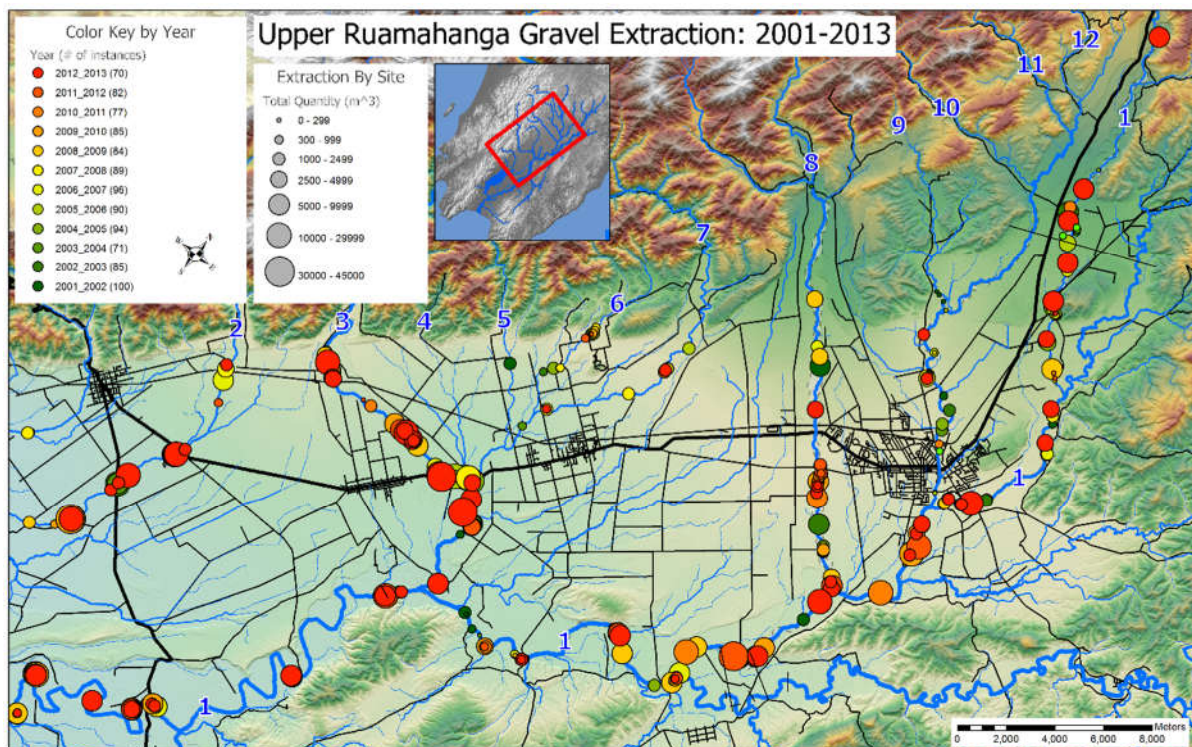 Upper Ruamahanga Gravel Extraction: 2001-2013
Color Key by Year
Year (# of instances)
2012_2013 (70)
2011_2012 (82)
2010_2011 (77)
2009_2010 (85)
2008_2009 (84)
2007_2008 (89)
2006_2007 (96)
2005_2006 (90)
2004_2005 (94)
2003_2004 (71)
2002_2003 (85)
2001_2002 (100)
Extraction By Site
Total Quantity (m^3)
0 - 299
300 - 999
1000 - 2499
2500 - 4999
5000 - 9999
10000 - 29999
30000 - 45000
12
11
10
1
9
8
7
6
2
3
4
5
1
1
1
Meters
0
2,000
4,000
6,000
8,000